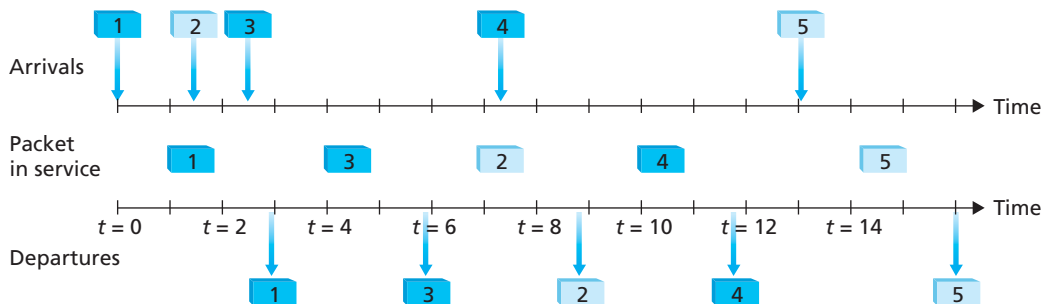 1 2 3 4 5
Arrivals
Time
Packet
in service
1 3 2 4 5
Time
t = 0 t = 2 t = 4 t = 6 t = 8 t = 10 t = 12 t = 14
Departures
1 3 2 4 5